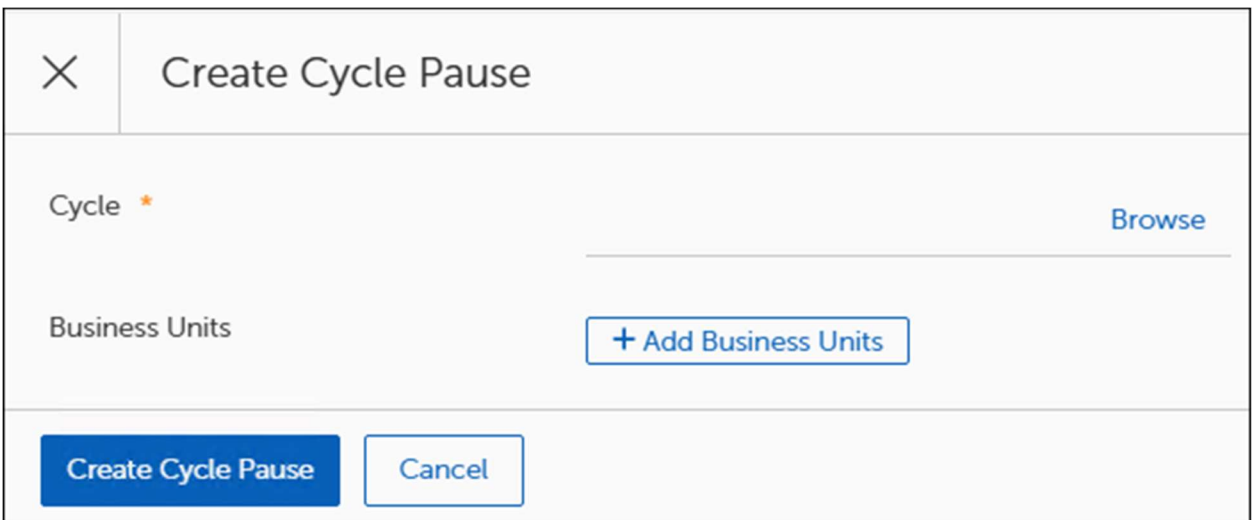 Create Cycle Pause
Cycle *
Browse
Business Units
+ Add Business Units
Create Cycle Pause
Cancel